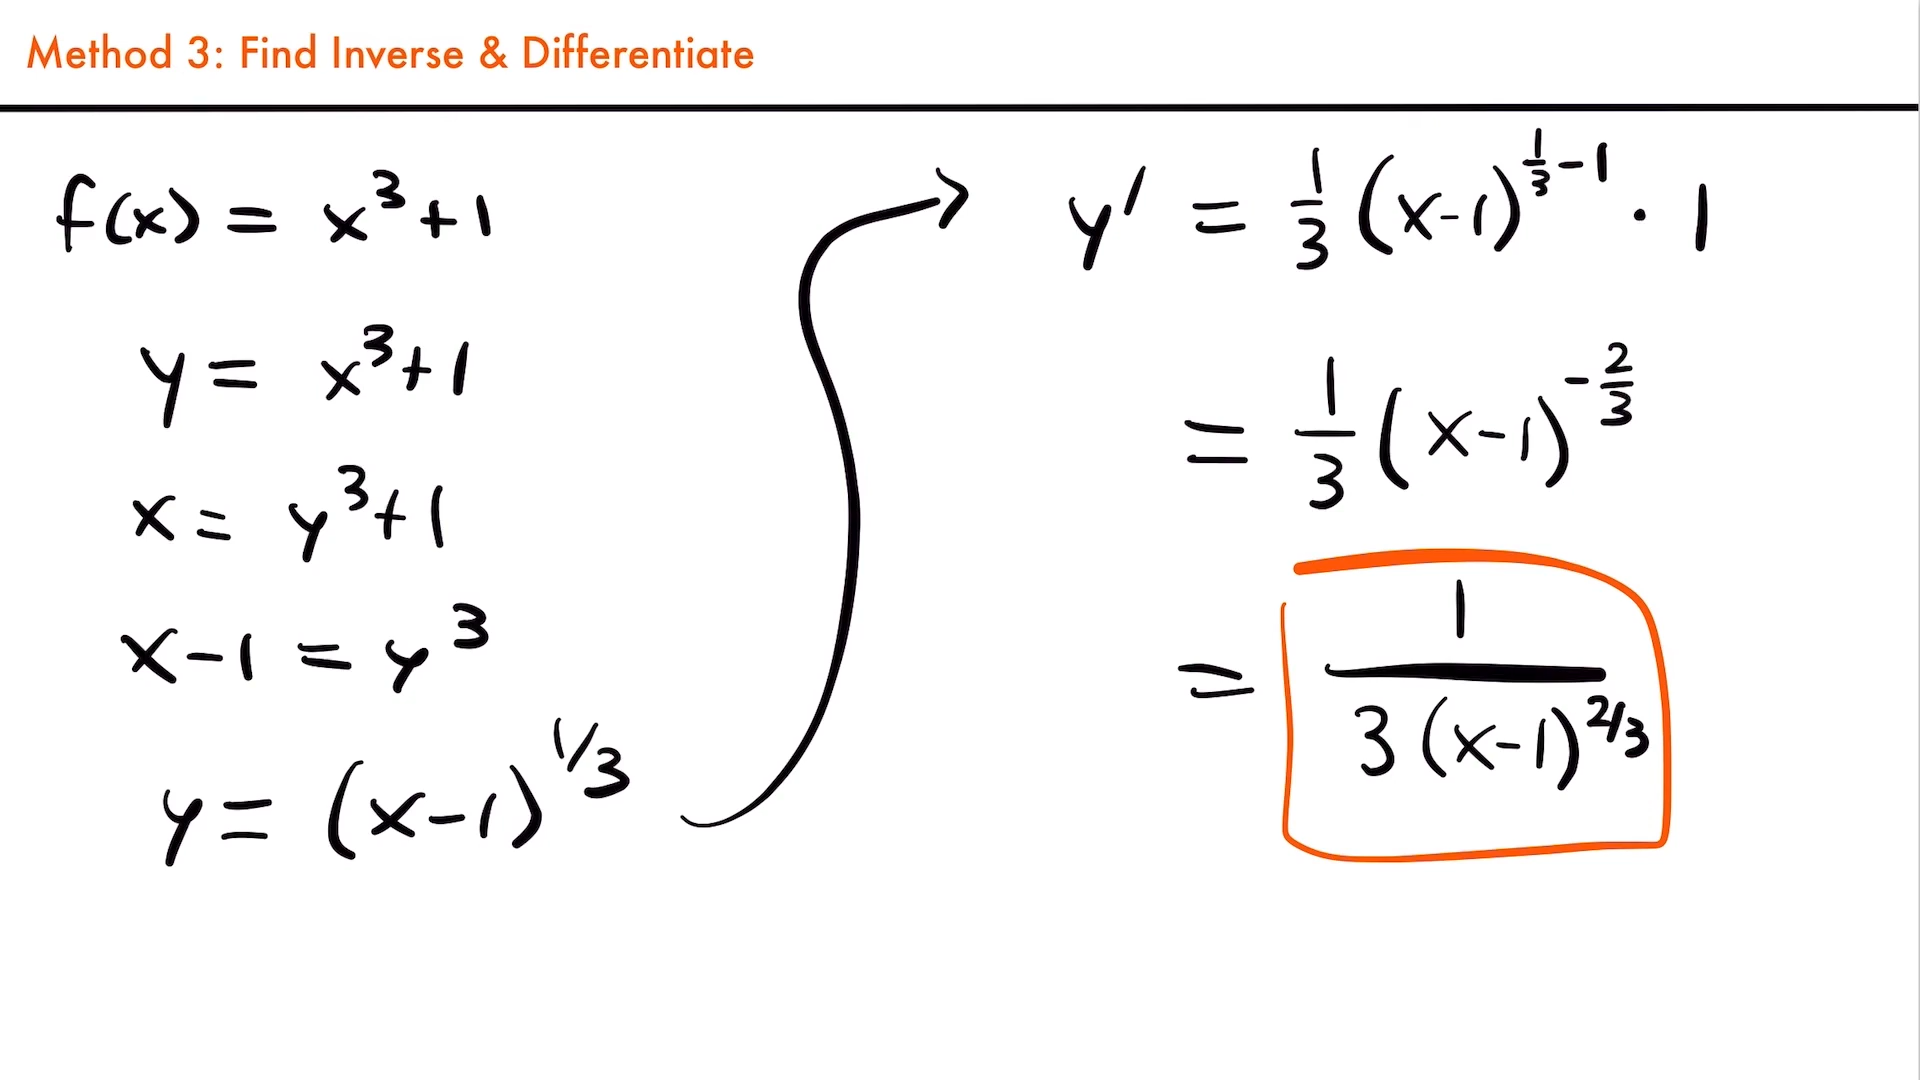 Method 3: Find Inverse & Differentiate
f(x) = x³+1
y = x³+1
x = y³+1
x-1 = y³
y = (x-1)^1/3
y' = 1/3 (x-1)^(1/3 - 1) · 1
= 1/3 (x-1)^(-2/3)
= 1 / 3(x-1)^2/3